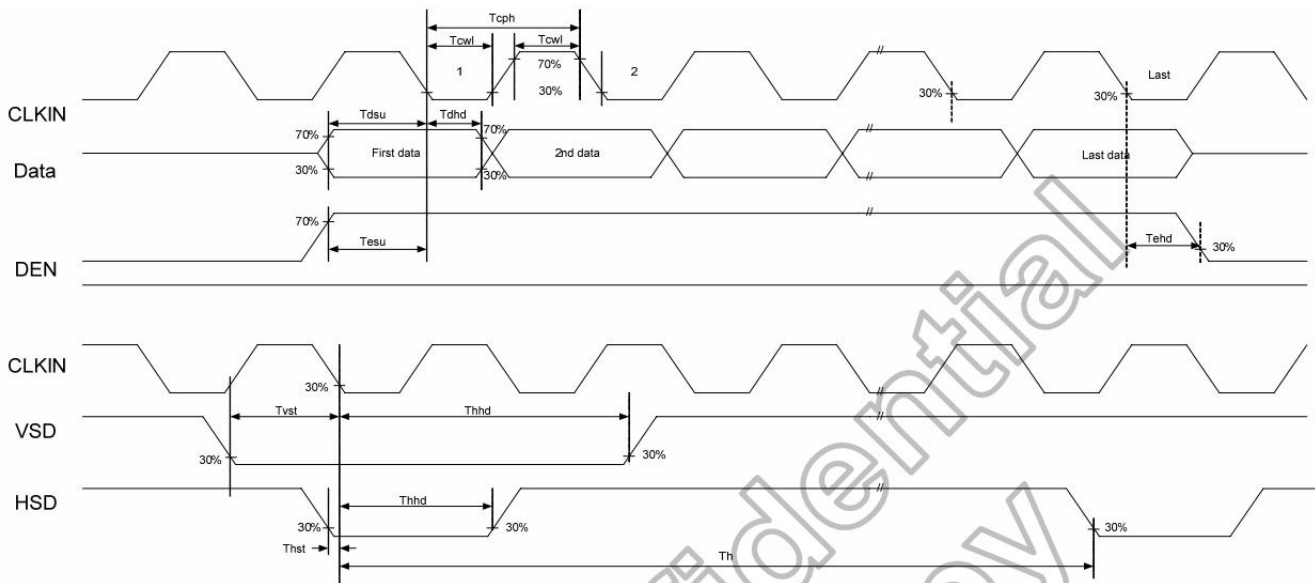 Tcph
Tcwl Tcwl
1 70% 2 Last
30% 30% 30%
CLKIN
Tdsu Tdhd
70% 70%
First data 2nd data Last data
Data 30% 30%
70%
Tesu Tehd 30%
DEN
CLKIN
30%
Tvst Thhd
VSD
30% 30%
HSD
Thhd
30% 30% 30%
Thst Th
fidential
py